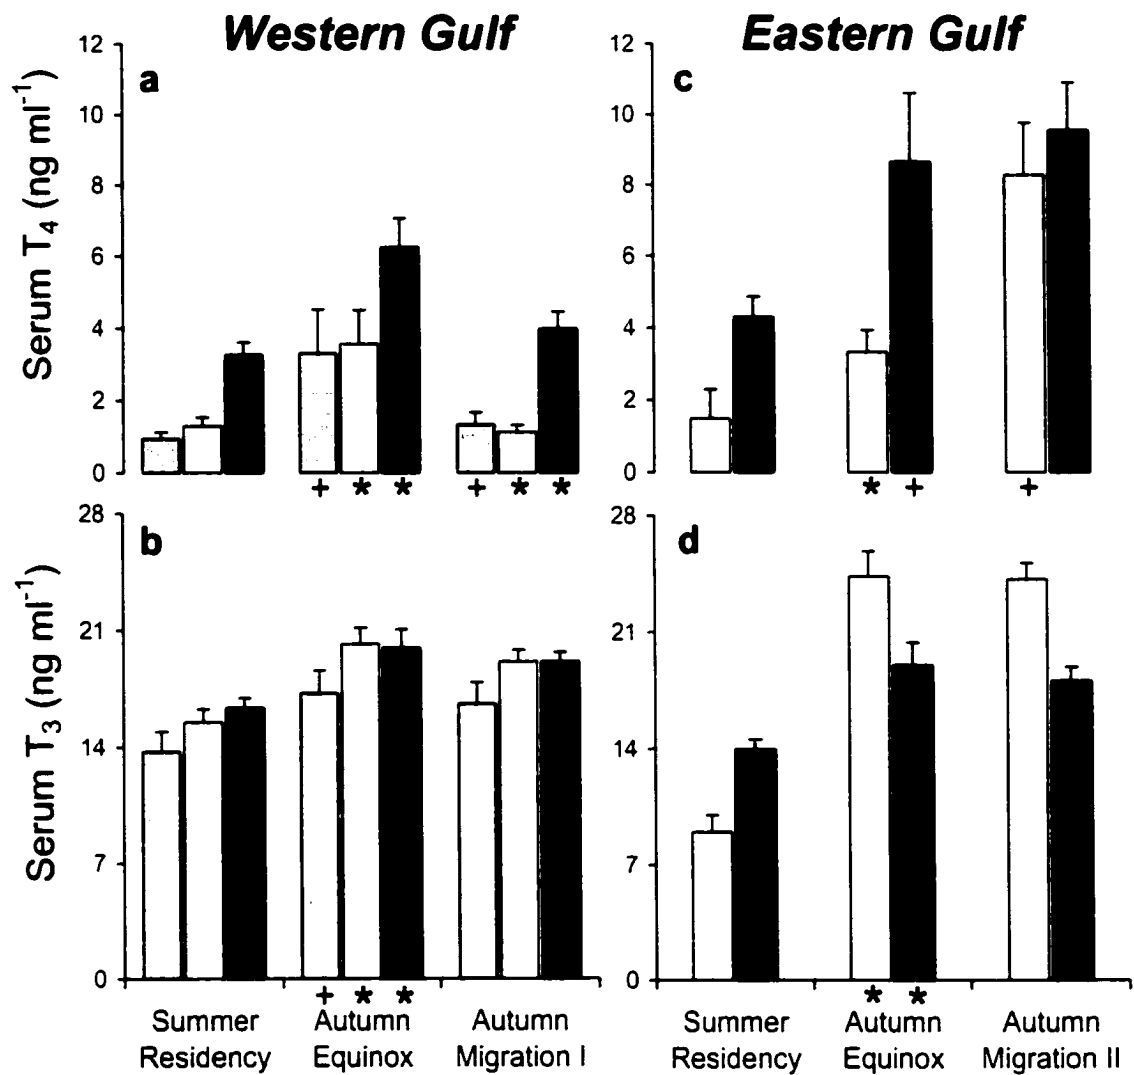 Western Gulf
Eastern Gulf
a
12
10
8
6
4
2
0
Serum T₄ (ng ml⁻¹)
+ * * + * *
c
12
10
8
6
4
2
0
* + +
b
28
21
14
7
0
Serum T₃ (ng ml⁻¹)
+ * *
Summer Autumn Autumn
Residency Equinox Migration I
d
28
21
14
7
0
* *
Summer Autumn Autumn
Residency Equinox Migration II